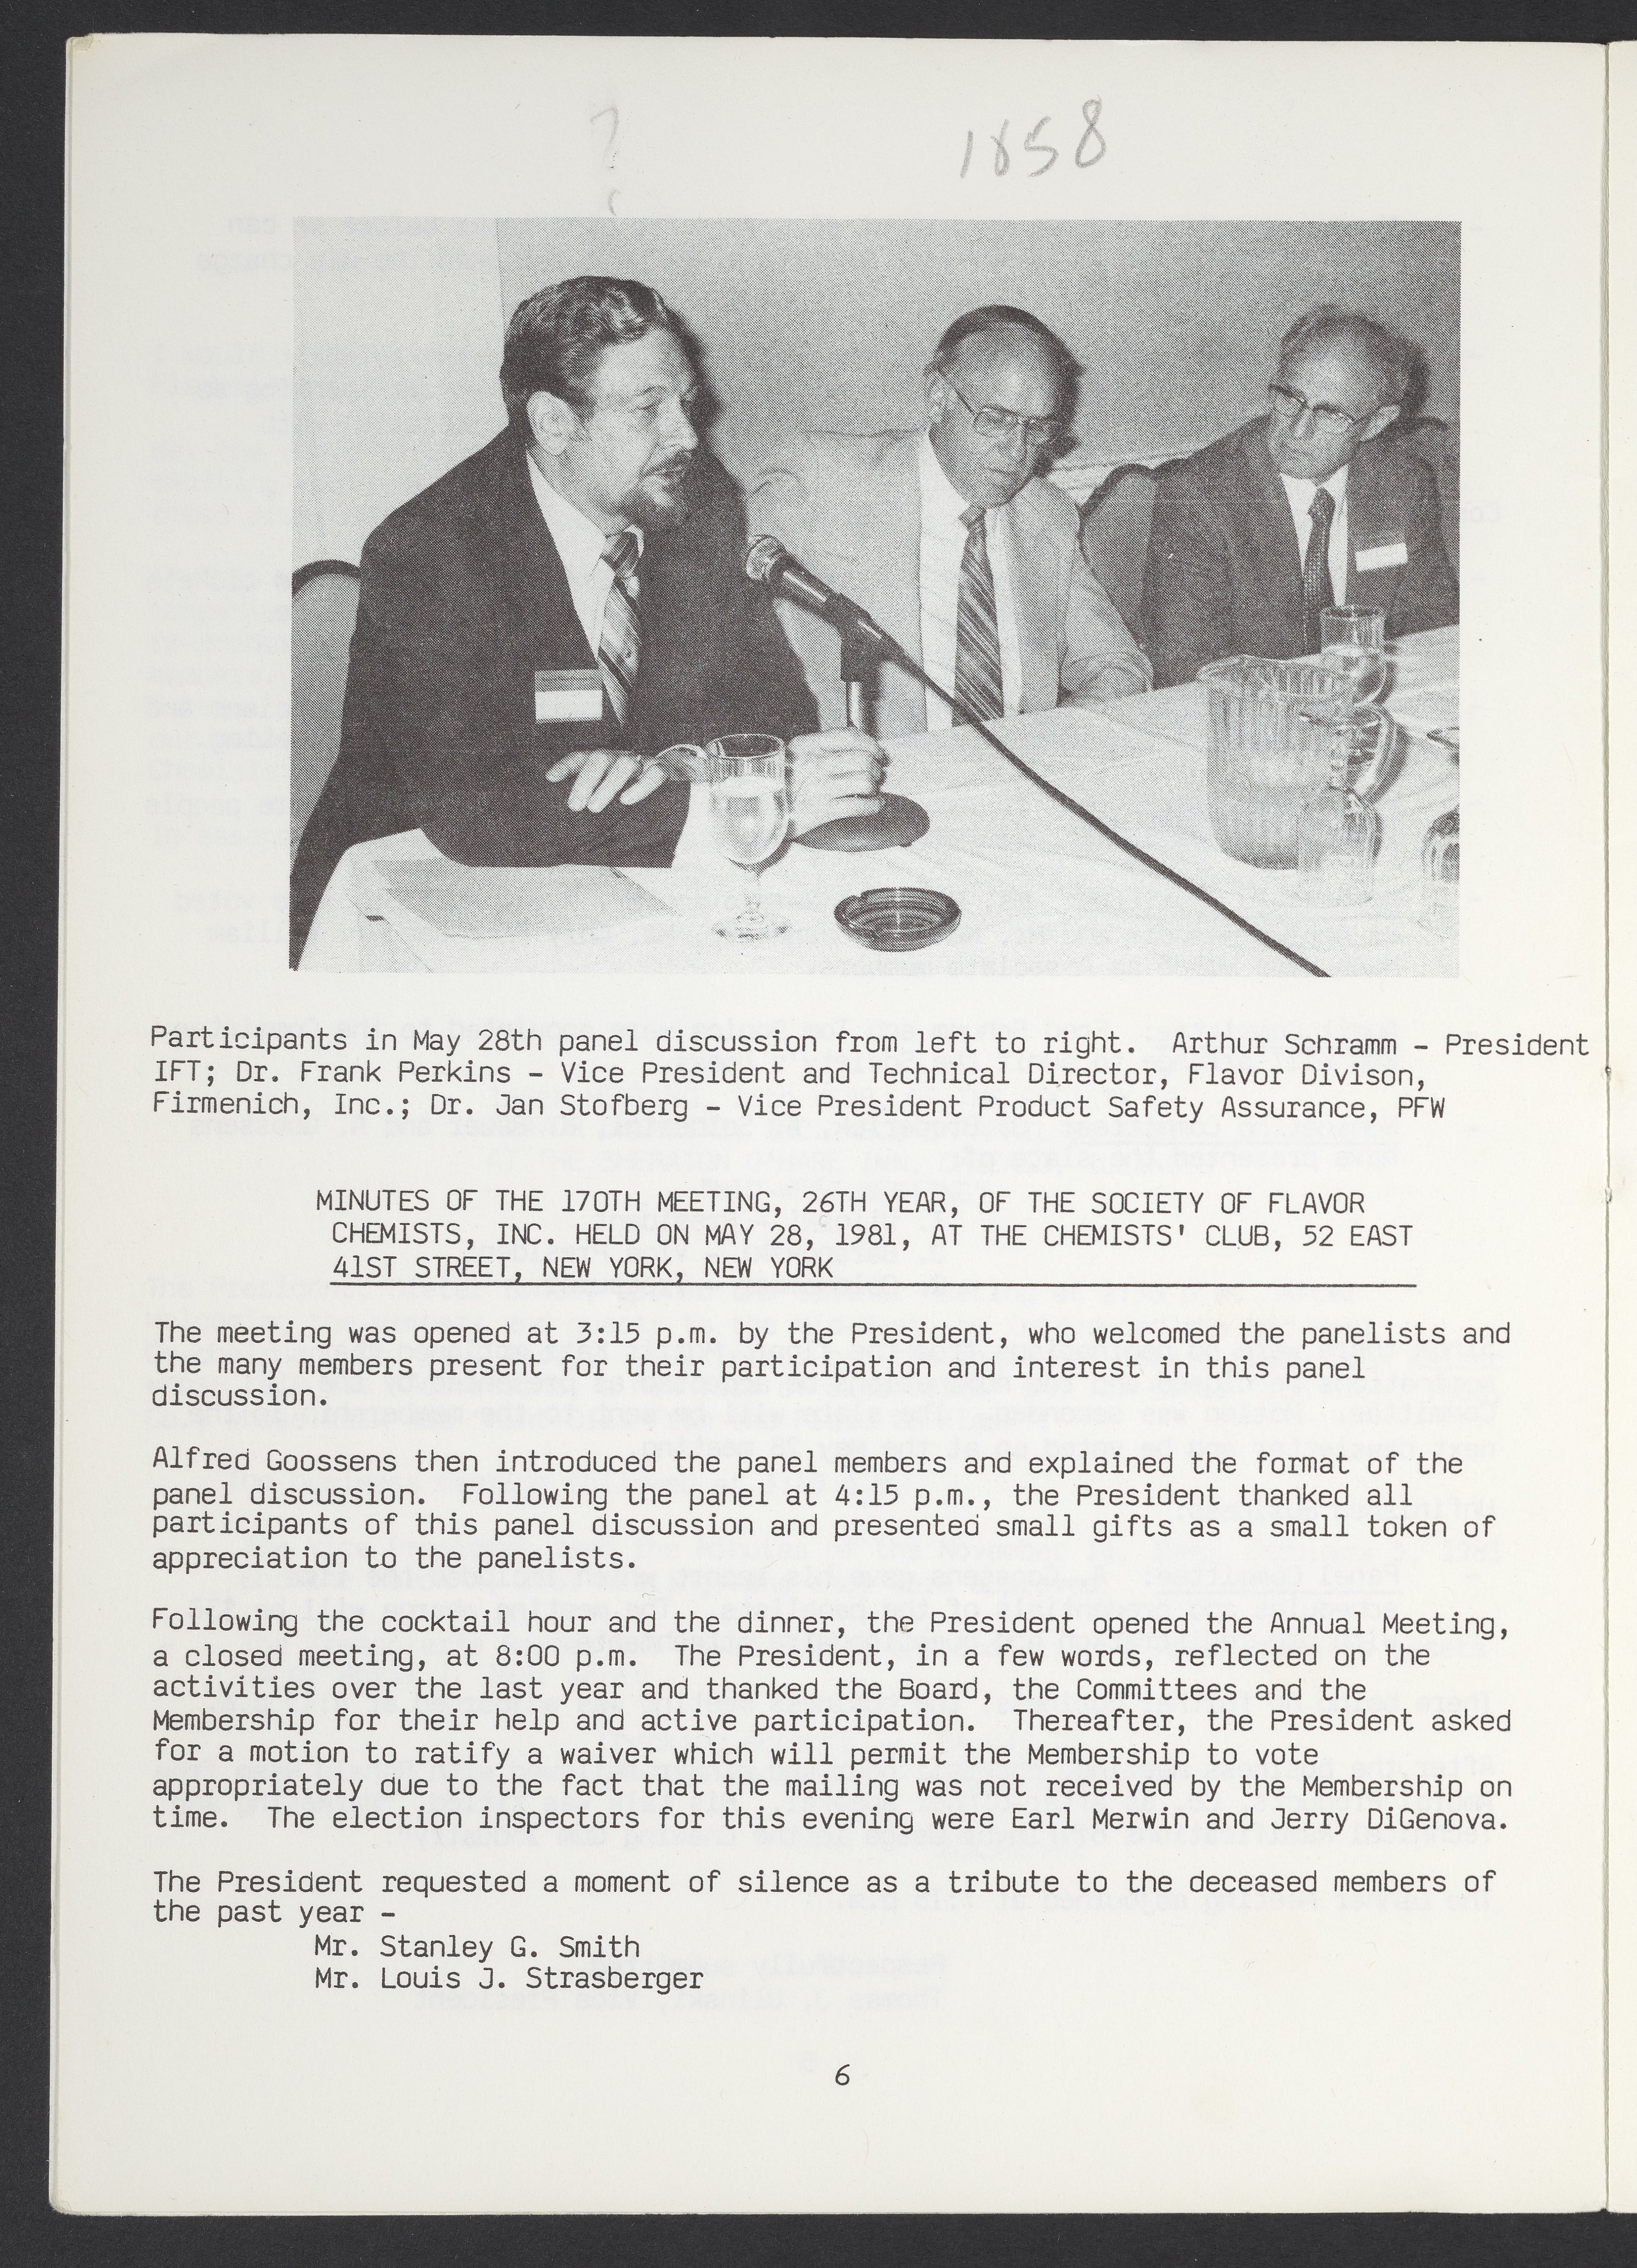 ?
1858
Participants in May 28th panel discussion from left to right. Arthur Schramm - President
IFT; Dr. Frank Perkins - Vice President and Technical Director, Flavor Divison,
Firmenich, Inc.; Dr. Jan Stofberg - Vice President Product Safety Assurance, PFW
MINUTES OF THE 170TH MEETING, 26TH YEAR, OF THE SOCIETY OF FLAVOR
CHEMISTS, INC. HELD ON MAY 28, 1981, AT THE CHEMISTS' CLUB, 52 EAST
41ST STREET, NEW YORK, NEW YORK
The meeting was opened at 3:15 p.m. by the President, who welcomed the panelists and
the many members present for their participation and interest in this panel
discussion.
Alfred Goossens then introduced the panel members and explained the format of the
panel discussion. Following the panel at 4:15 p.m., the President thanked all
participants of this panel discussion and presented small gifts as a small token of
appreciation to the panelists.
Following the cocktail hour and the dinner, the President opened the Annual Meeting,
a closed meeting, at 8:00 p.m. The President, in a few words, reflected on the
activities over the last year and thanked the Board, the Committees and the
Membership for their help and active participation. Thereafter, the President asked
for a motion to ratify a waiver which will permit the Membership to vote
appropriately due to the fact that the mailing was not received by the Membership on
time. The election inspectors for this evening were Earl Merwin and Jerry DiGenova.
The President requested a moment of silence as a tribute to the deceased members of
the past year -
Mr. Stanley G. Smith
Mr. Louis J. Strasberger
6